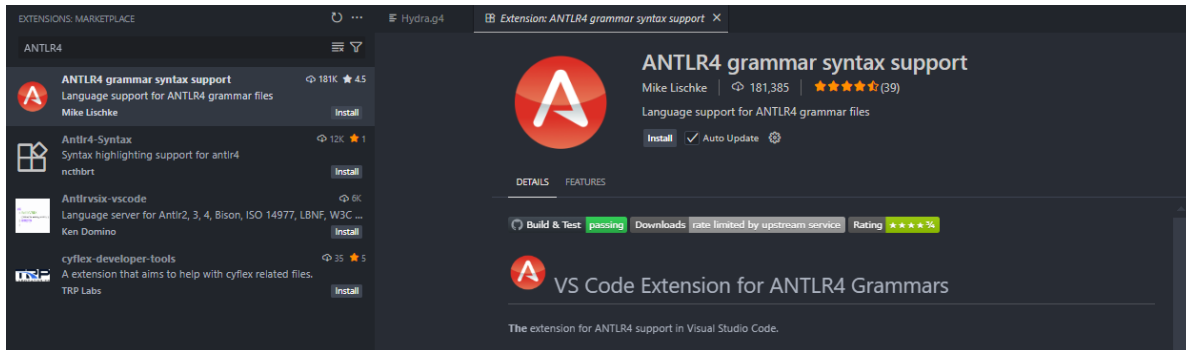 EXTENSIONS: MARKETPLACE
ANTLR4
ANTLR4 grammar syntax support 181K 4.5
Language support for ANTLR4 grammar files
Mike Lischke Install
Antlr4-Syntax 12K 1
Syntax highlighting support for antlr4
ncthbrt Install
Antlrvsix-vscode 6K
Language server for Antlr2, 3, 4, Bison, ISO 14977, LBNF, W3C ...
Ken Domino Install
cyflex-developer-tools 35 5
A extension that aims to help with cyflex related files.
TRP Labs Install
Hydra.g4 Extension: ANTLR4 grammar syntax support
ANTLR4 grammar syntax support
Mike Lischke 181,385 (39)
Language support for ANTLR4 grammar files
Install Auto Update
DETAILS FEATURES
Build & Test passing Downloads rate limited by upstream service Rating ★★★★¾
VS Code Extension for ANTLR4 Grammars
The extension for ANTLR4 support in Visual Studio Code.